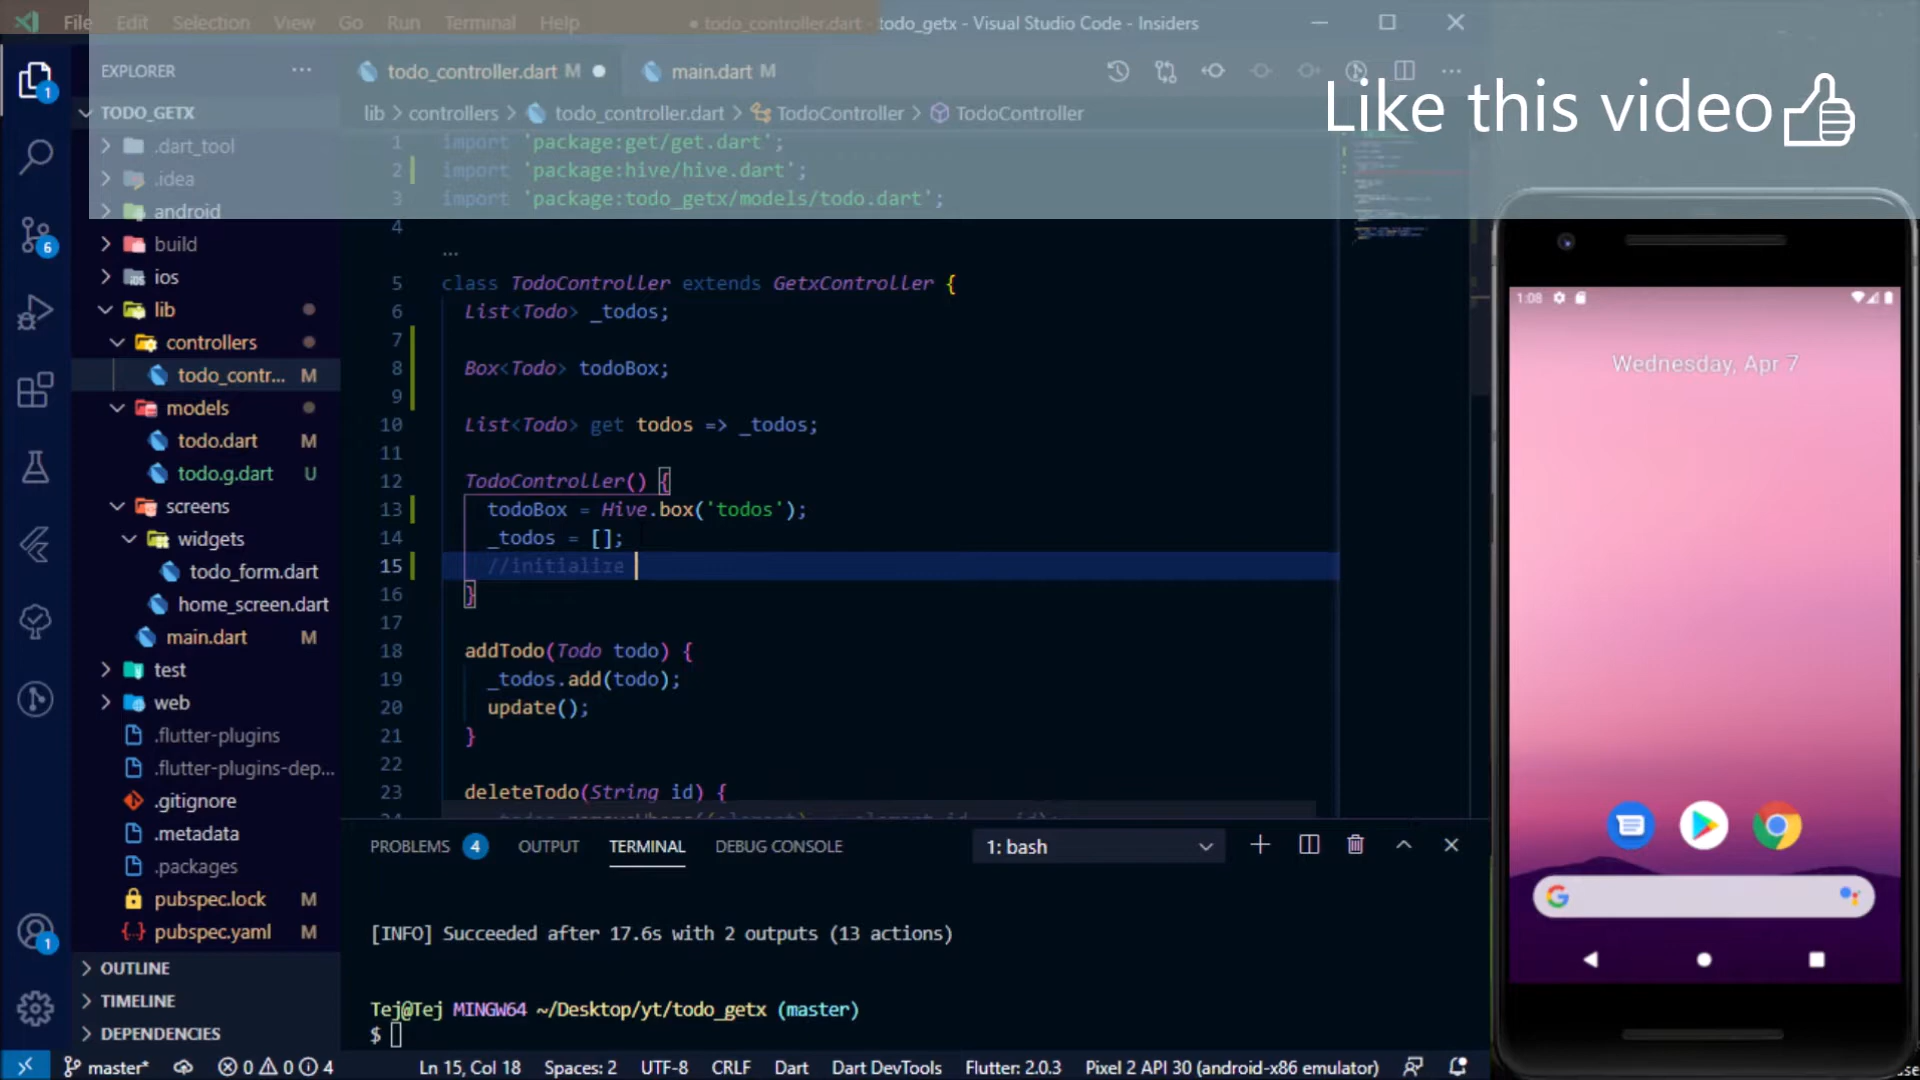 File Edit Selection View Go Run Terminal Help
● todo_controller.dart - todo_getx - Visual Studio Code - Insiders
EXPLORER
todo_controller.dart M
main.dart M
Like this video
TODO_GETX
lib > controllers > todo_controller.dart > TodoController > TodoController
.dart_tool
.idea
android
build
ios
lib
controllers
todo_contr... M
models
todo.dart M
todo.g.dart U
screens
widgets
todo_form.dart
home_screen.dart
main.dart M
test
web
.flutter-plugins
.flutter-plugins-dep...
.gitignore
.metadata
.packages
pubspec.lock M
pubspec.yaml M
OUTLINE
TIMELINE
DEPENDENCIES
1 import 'package:get/get.dart';
2 import 'package:hive/hive.dart';
3 import 'package:todo_getx/models/todo.dart';
4
...
5 class TodoController extends GetxController {
6 List<Todo> _todos;
7
8 Box<Todo> todoBox;
9
10 List<Todo> get todos => _todos;
11
12 TodoController() {
13 todoBox = Hive.box('todos');
14 _todos = [];
15 //initialize
16 }
17
18 addTodo(Todo todo) {
19 _todos.add(todo);
20 update();
21 }
22
23 deleteTodo(String id) {
PROBLEMS 4 OUTPUT TERMINAL DEBUG CONSOLE 1: bash
[INFO] Succeeded after 17.6s with 2 outputs (13 actions)
Tej@Tej MINGW64 ~/Desktop/yt/todo_getx (master)
$
1:08
Wednesday, Apr 7
1
6
1
master* 0 0 4 Ln 15, Col 18 Spaces: 2 UTF-8 CRLF Dart Dart DevTools Flutter: 2.0.3 Pixel 2 API 30 (android-x86 emulator)